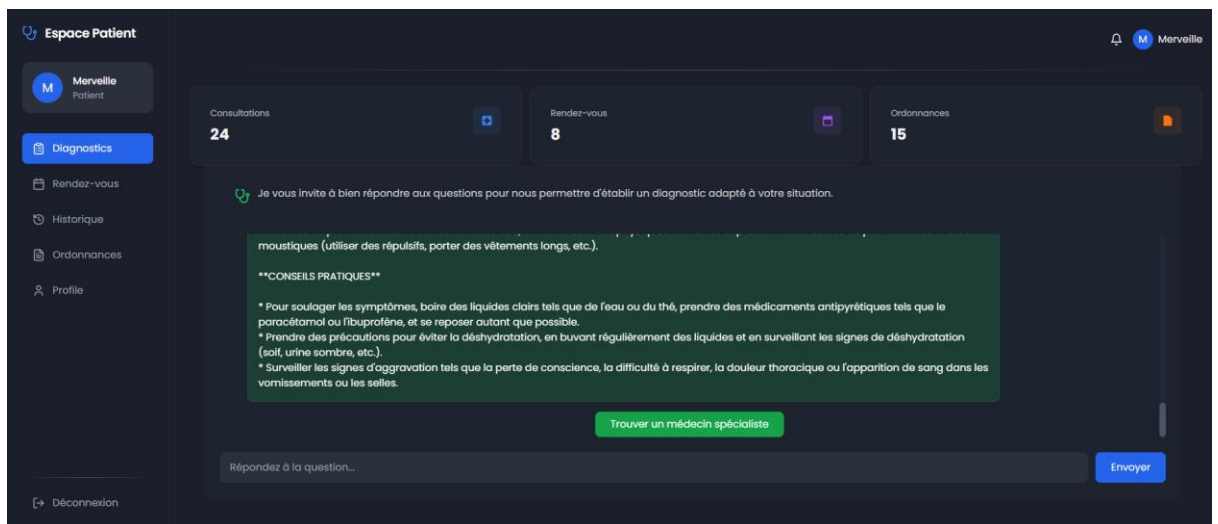 Espace Patient
M Merveille
M
Merveille
Patient
Diagnostics
Rendez-vous
Historique
Ordonnances
Profile
Déconnexion
Consultations
24
Rendez-vous
8
Ordonnances
15
Je vous invite à bien répondre aux questions pour nous permettre d'établir un diagnostic adapté à votre situation.
moustiques (utiliser des répulsifs, porter des vêtements longs, etc.).
**CONSEILS PRATIQUES**
* Pour soulager les symptômes, boire des liquides clairs tels que de l'eau ou du thé, prendre des médicaments antipyrétiques tels que le
paracétamol ou l'ibuprofène, et se reposer autant que possible.
* Prendre des précautions pour éviter la déshydratation, en buvant régulièrement des liquides et en surveillant les signes de déshydratation
(soif, urine sombre, etc.).
* Surveiller les signes d'aggravation tels que la perte de conscience, la difficulté à respirer, la douleur thoracique ou l'apparition de sang dans les
vomissements ou les selles.
Trouver un médecin spécialiste
Répondez à la question...
Envoyer